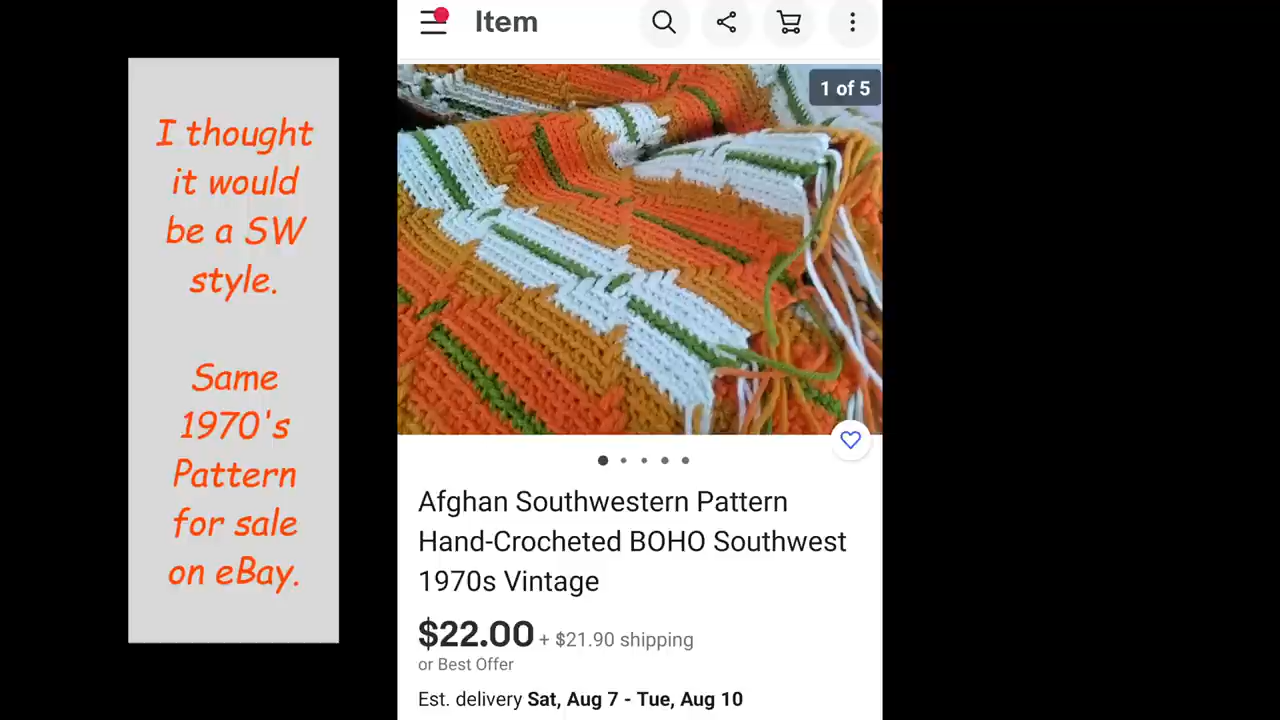 I thought
it would
be a SW
style.
Same
1970's
Pattern
for sale
on eBay.
Item
1 of 5
Afghan Southwestern Pattern
Hand-Crocheted BOHO Southwest
1970s Vintage
$22.00 + $21.90 shipping
or Best Offer
Est. delivery Sat, Aug 7 - Tue, Aug 10